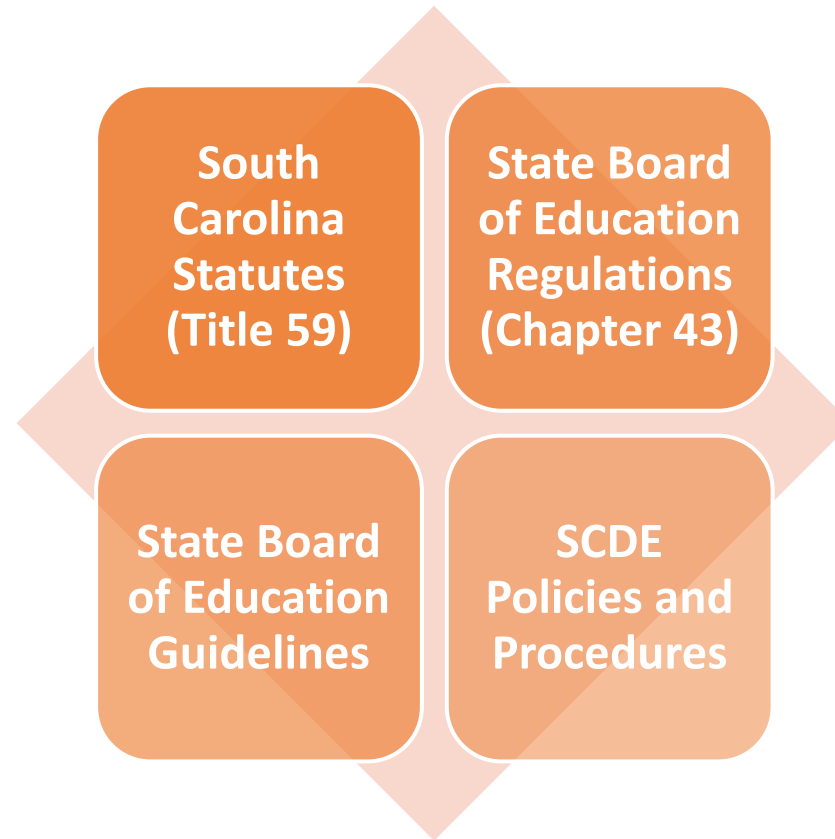 South
Carolina
Statutes
(Title 59)
State Board
of Education
Regulations
(Chapter 43)
State Board
of Education
Guidelines
SCDE
Policies and
Procedures